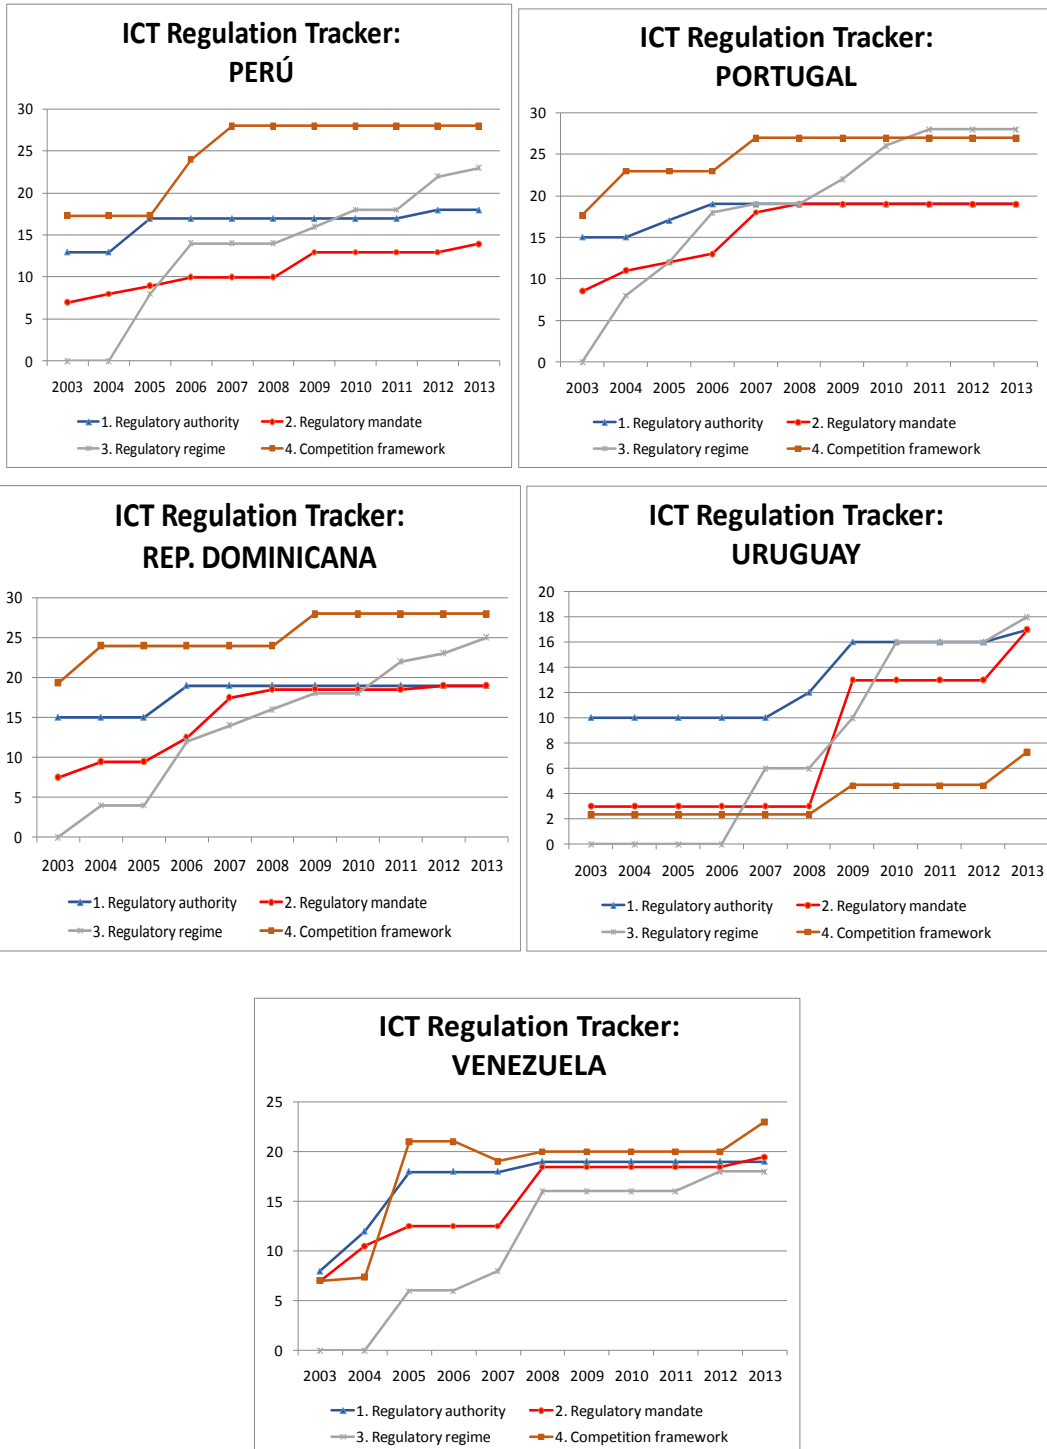 ICT Regulation Tracker:
PERÚ
30
25
20
15
10
5
0
2003 2004 2005 2006 2007 2008 2009 2010 2011 2012 2013
1. Regulatory authority 2. Regulatory mandate
3. Regulatory regime 4. Competition framework
ICT Regulation Tracker:
PORTUGAL
30
25
20
15
10
5
0
2003 2004 2005 2006 2007 2008 2009 2010 2011 2012 2013
1. Regulatory authority 2. Regulatory mandate
3. Regulatory regime 4. Competition framework
ICT Regulation Tracker:
REP. DOMINICANA
30
25
20
15
10
5
0
2003 2004 2005 2006 2007 2008 2009 2010 2011 2012 2013
1. Regulatory authority 2. Regulatory mandate
3. Regulatory regime 4. Competition framework
ICT Regulation Tracker:
URUGUAY
20
18
16
14
12
10
8
6
4
2
0
2003 2004 2005 2006 2007 2008 2009 2010 2011 2012 2013
1. Regulatory authority 2. Regulatory mandate
3. Regulatory regime 4. Competition framework
ICT Regulation Tracker:
VENEZUELA
25
20
15
10
5
0
2003 2004 2005 2006 2007 2008 2009 2010 2011 2012 2013
1. Regulatory authority 2. Regulatory mandate
3. Regulatory regime 4. Competition framework